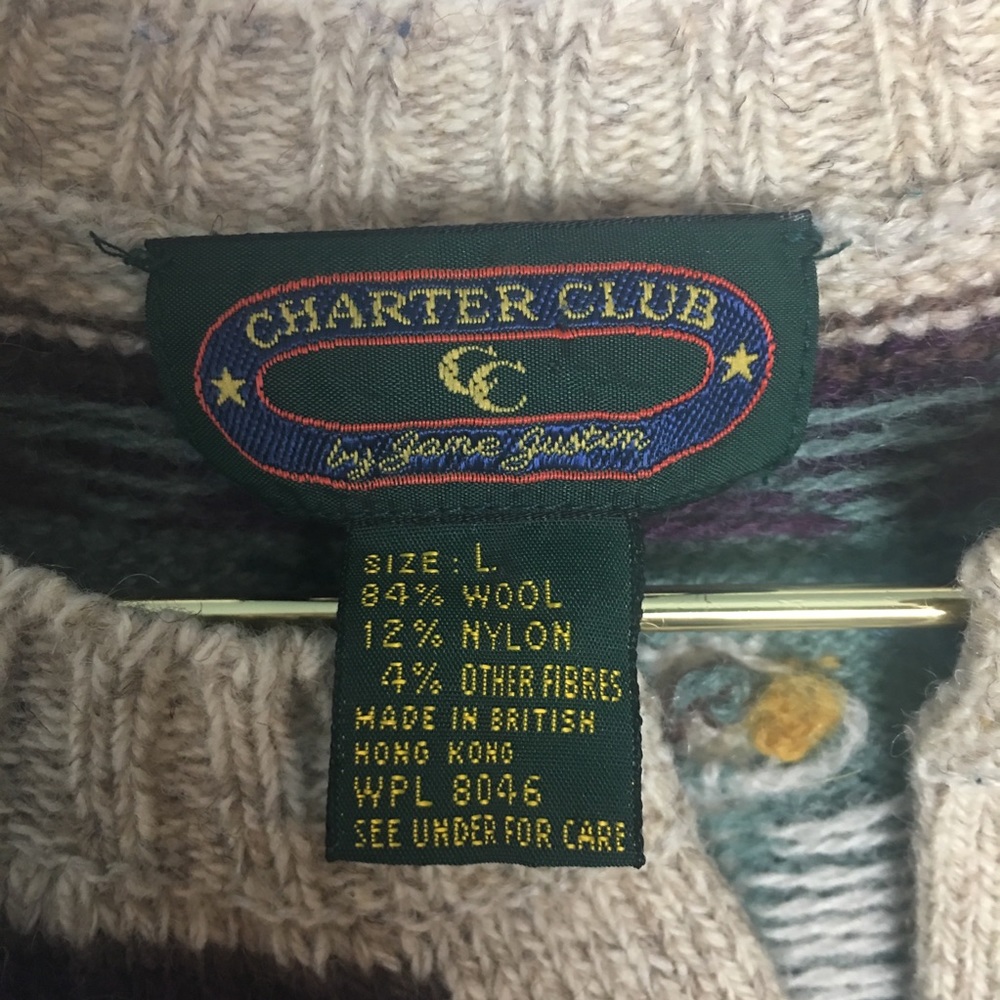 CHARTER CLUB
CC
by Jane Justin
SIZE : L.
84% WOOL
12% NYLON
4% OTHER FIBRES
MADE IN BRITISH
HONG KONG
WPL 8046
SEE UNDER FOR CARE